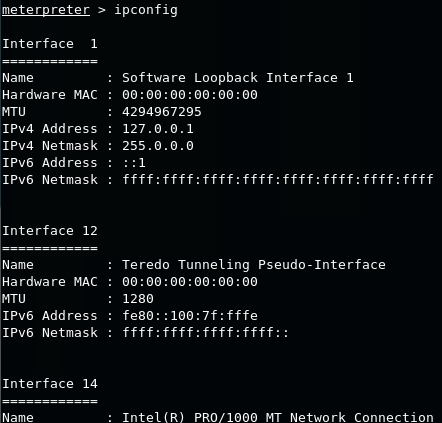 meterpreter > ipconfig
Interface  1
============
Name         : Software Loopback Interface 1
Hardware MAC : 00:00:00:00:00:00
MTU          : 4294967295
IPv4 Address : 127.0.0.1
IPv4 Netmask : 255.0.0.0
IPv6 Address : ::1
IPv6 Netmask : ffff:ffff:ffff:ffff:ffff:ffff:ffff:ffff
Interface 12
============
Name         : Teredo Tunneling Pseudo-Interface
Hardware MAC : 00:00:00:00:00:00
MTU          : 1280
IPv6 Address : fe80::100:7f:fffe
IPv6 Netmask : ffff:ffff:ffff:ffff::
Interface 14
============
Name         : Intel(R) PRO/1000 MT Network Connection